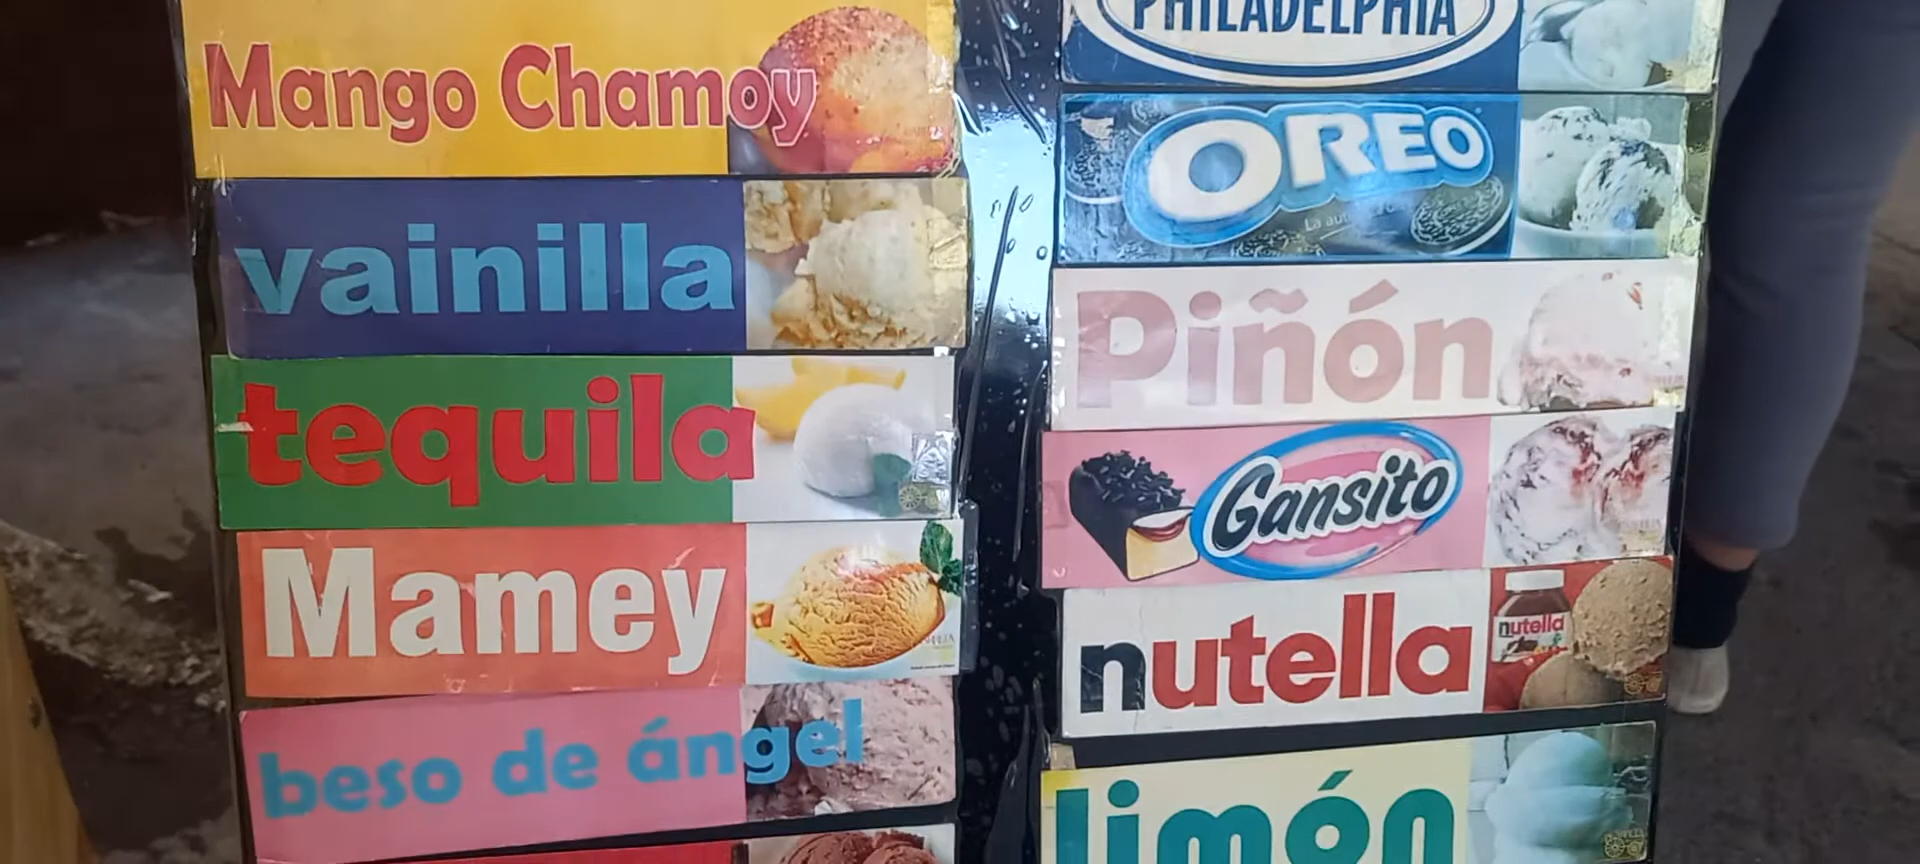 Mango Chamoy
vainilla
tequila
Mamey
beso de ángel
PHILADELPHIA
OREO
Piñón
Gansito
nutella
nutella
limón